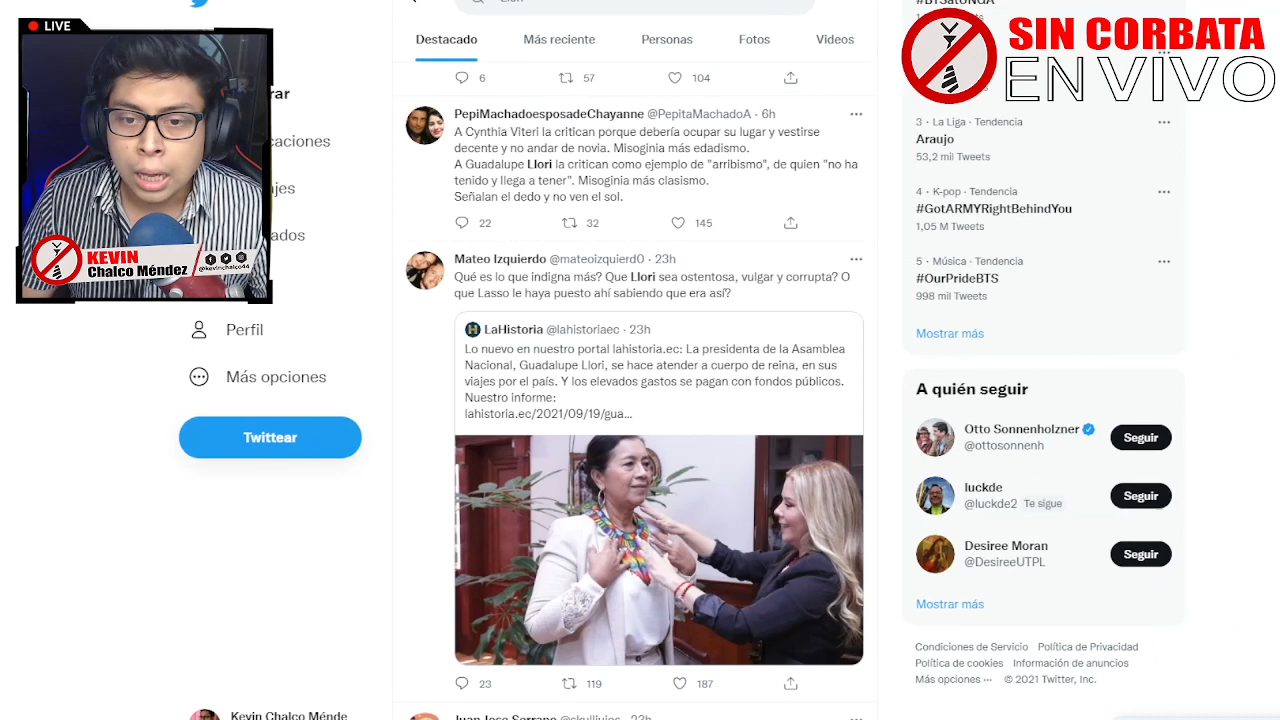 LIVE
SIN CORBATA
EN VIVO
KEVIN
Chalco Méndez
@kevinchalco44
rar
caciones
jes
ados
Perfil
Más opciones
Twittear
Kevin Chalco Ménde
Destacado
Más reciente
Personas
Fotos
Videos
6
57
104
PepiMachadoesposadeChayanne @PepitaMachadoA · 6h
A Cynthia Viteri la critican porque debería ocupar su lugar y vestirse
decente y no andar de novia. Misoginia más edadismo.
A Guadalupe Llori la critican como ejemplo de "arribismo", de quien "no ha
tenido y llega a tener". Misoginia más clasismo.
Señalan el dedo y no ven el sol.
22
32
145
Mateo Izquierdo @mateoizquierd0 · 23h
Qué es lo que indigna más? Que Llori sea ostentosa, vulgar y corrupta? O
que Lasso le haya puesto ahí sabiendo que era así?
LaHistoria @lahistoriaec · 23h
Lo nuevo en nuestro portal lahistoria.ec: La presidenta de la Asamblea
Nacional, Guadalupe Llori, se hace atender a cuerpo de reina, en sus
viajes por el país. Y los elevados gastos se pagan con fondos públicos.
Nuestro informe:
lahistoria.ec/2021/09/19/gua...
23
119
187
3 · La Liga · Tendencia
Araujo
53,2 mil Tweets
4 · K-pop · Tendencia
#GotARMYRightBehindYou
1,05 M Tweets
5 · Música · Tendencia
#OurPrideBTS
998 mil Tweets
Mostrar más
A quién seguir
Otto Sonnenholzner
@ottosonnenh
Seguir
luckde
@luckde2 Te sigue
Seguir
Desiree Moran
@DesireeUTPL
Seguir
Mostrar más
Condiciones de Servicio Política de Privacidad
Política de cookies Información de anuncios
Más opciones ··· © 2021 Twitter, Inc.